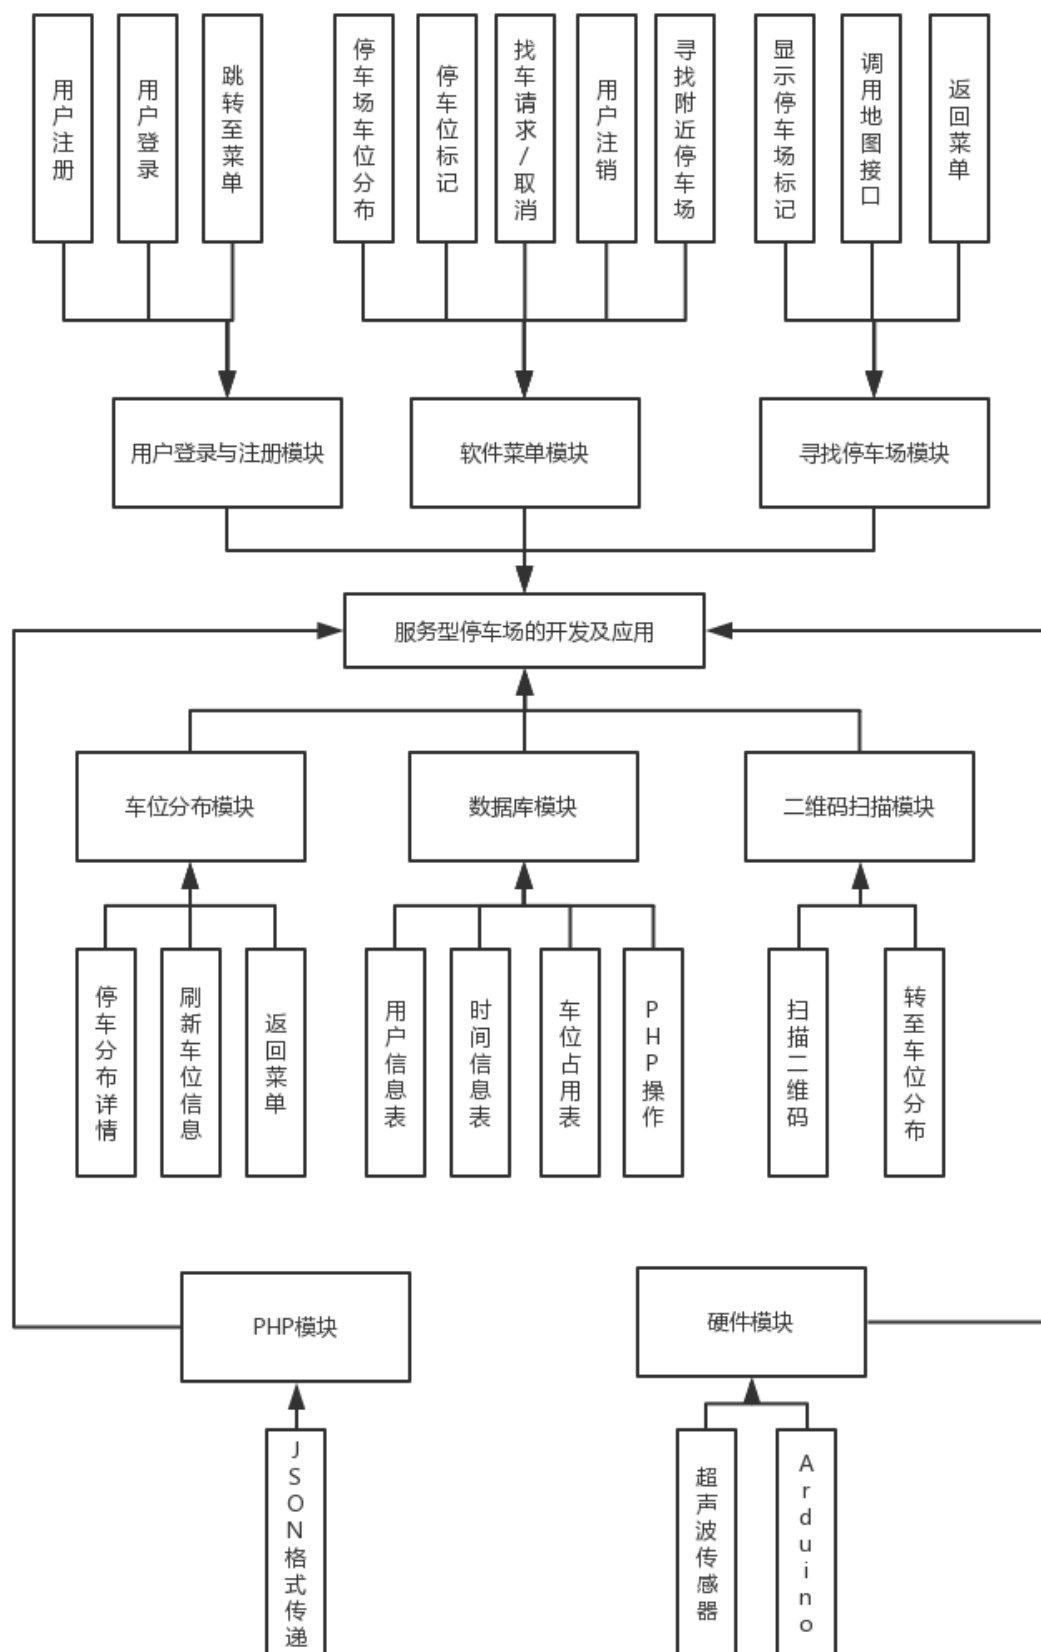 用户注册
用户登录
跳转至菜单
停车场车位分布
停车位标记
找车请求/取消
用户注销
寻找附近停车场
显示停车场标记
调用地图接口
返回菜单
用户登录与注册模块
软件菜单模块
寻找停车场模块
服务型停车场的开发及应用
车位分布模块
数据库模块
二维码扫描模块
停车分布详情
刷新车位信息
返回菜单
用户信息表
时间信息表
车位占用表
PHP操作
扫描二维码
转至车位分布
PHP模块
硬件模块
JSON格式传递
超声波传感器
Arduino